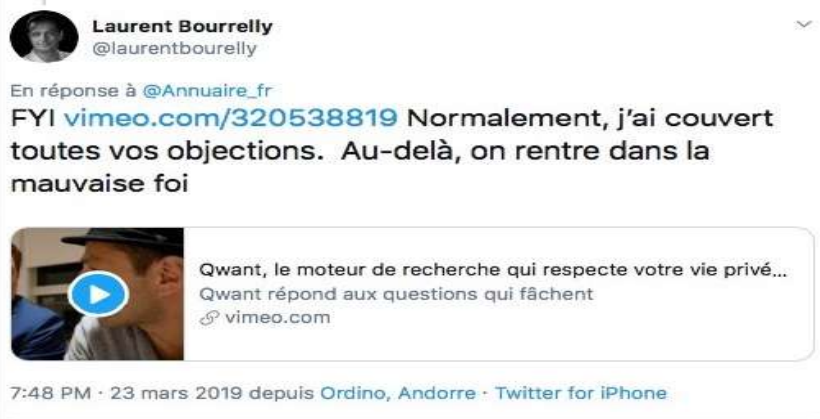 Laurent Bourrelly
@laurentbourelly
En réponse à @Annuaire_fr
FYI vimeo.com/320538819 Normalement, j'ai couvert
toutes vos objections. Au-delà, on rentre dans la
mauvaise foi
Qwant, le moteur de recherche qui respecte votre vie privé...
Qwant répond aux questions qui fâchent
vimeo.com
7:48 PM · 23 mars 2019 depuis Ordino, Andorre · Twitter for iPhone